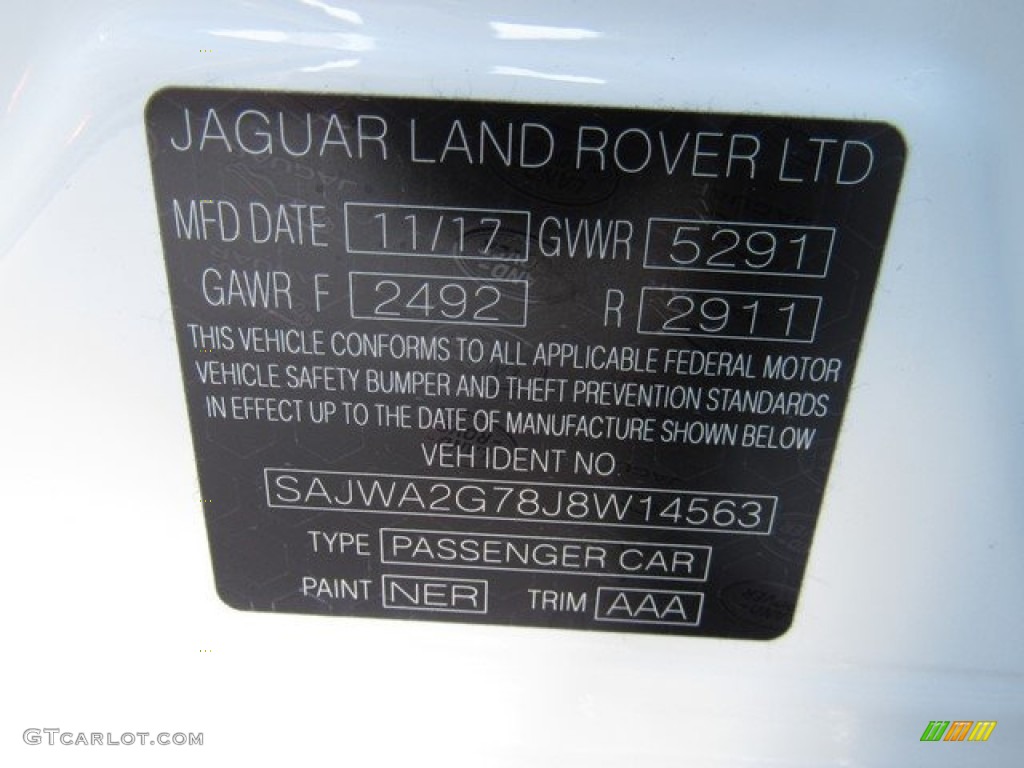 JAGUAR LAND ROVER LTD
MFD DATE 11/17 GVWR 5291
GAWR F 2492 R 2911
THIS VEHICLE CONFORMS TO ALL APPLICABLE FEDERAL MOTOR
VEHICLE SAFETY BUMPER AND THEFT PREVENTION STANDARDS
IN EFFECT UP TO THE DATE OF MANUFACTURE SHOWN BELOW
VEH IDENT NO.
SAJWA2G78J8W14563
TYPE PASSENGER CAR
PAINT NER TRIM AAA
GTCARLOT.COM